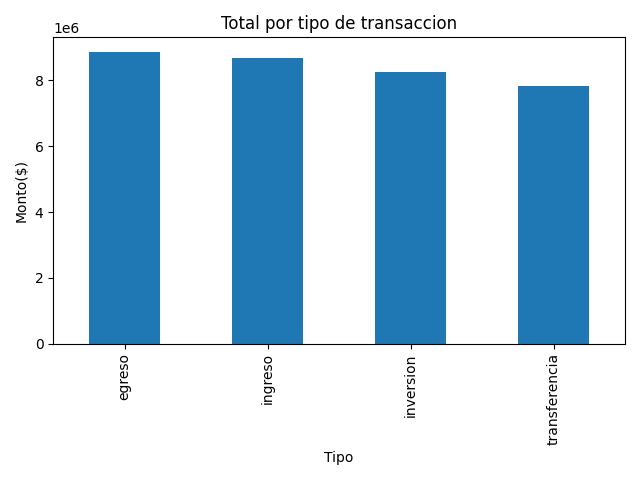 Total por tipo de transaccion
1e6
8
6
4
2
0
Monto($)
egreso
ingreso
inversion
transferencia
Tipo